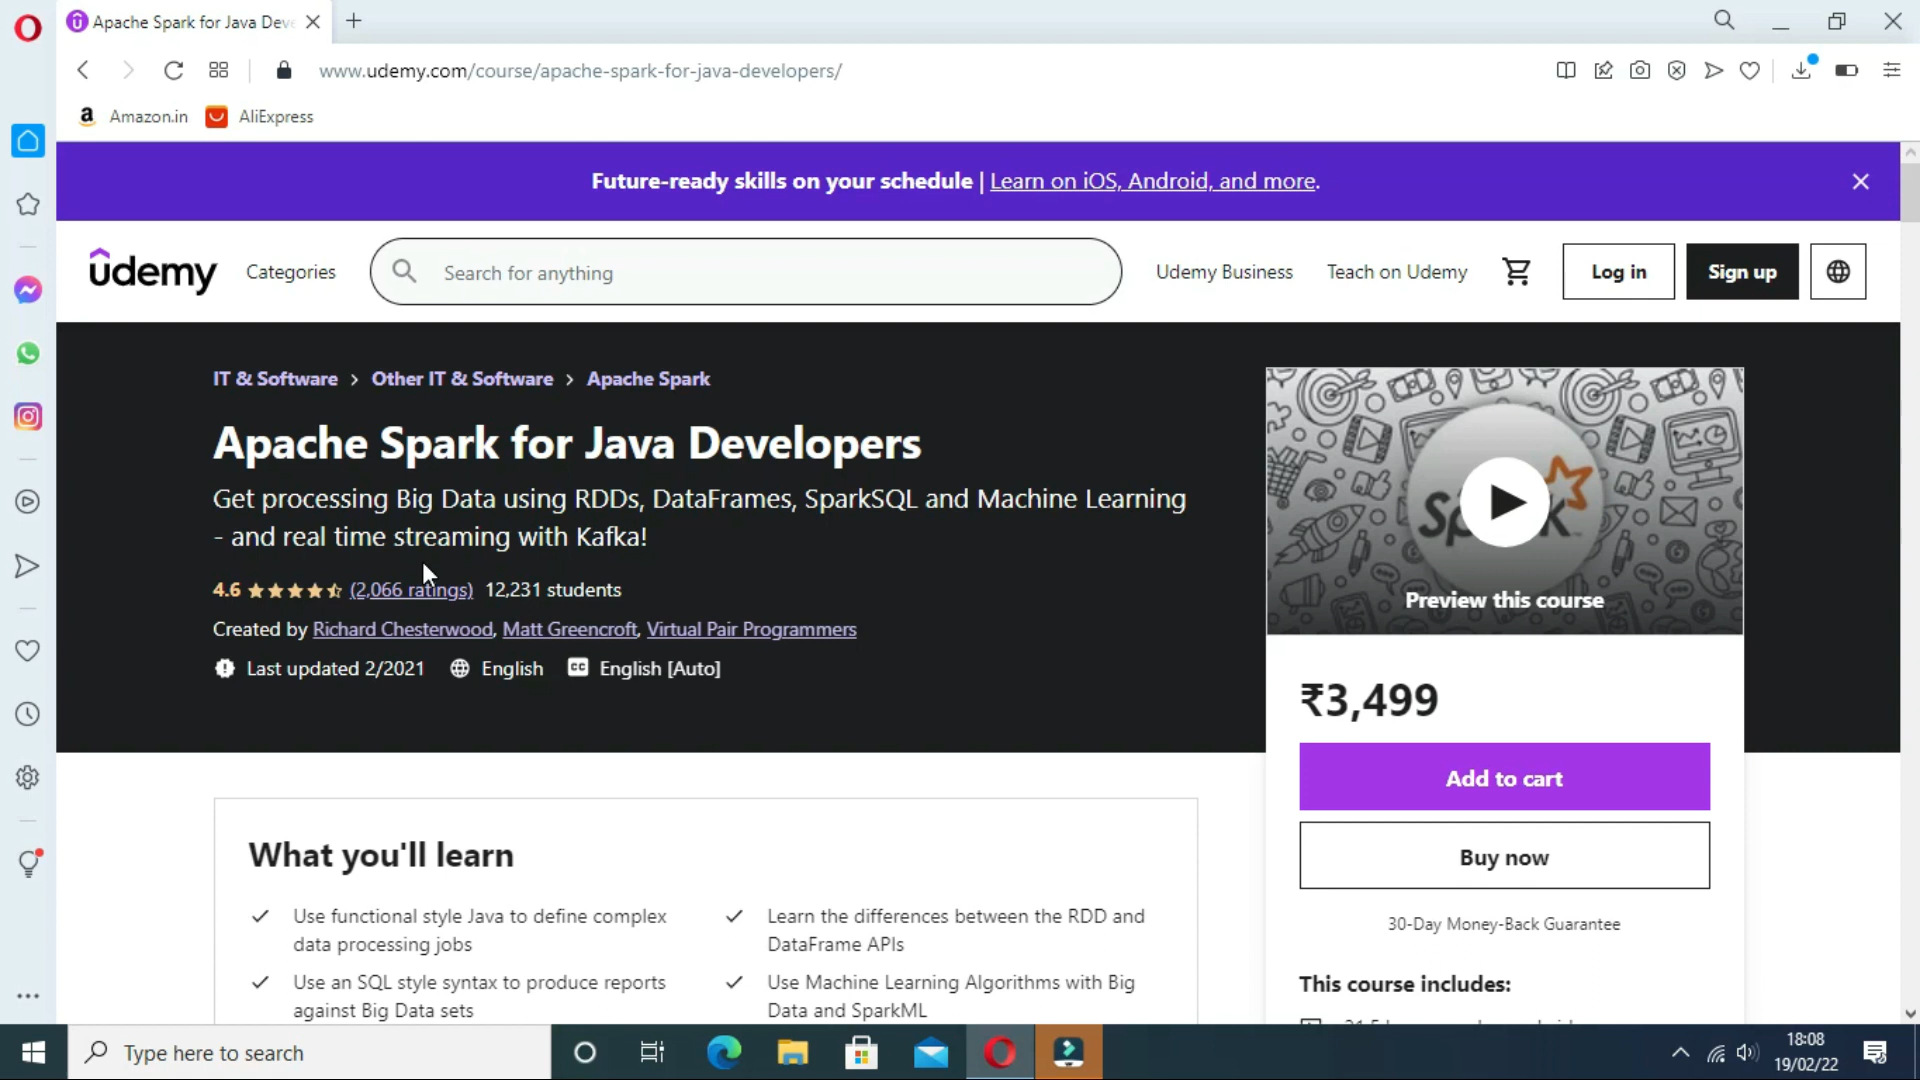 Apache Spark for Java Dev
www.udemy.com/course/apache-spark-for-java-developers/
Amazon.in AliExpress
Future-ready skills on your schedule | Learn on iOS, Android, and more.
udemy Categories Search for anything Udemy Business Teach on Udemy Log in Sign up
IT & Software > Other IT & Software > Apache Spark
Apache Spark for Java Developers
Get processing Big Data using RDDs, DataFrames, SparkSQL and Machine Learning
- and real time streaming with Kafka!
4.6 (2,066 ratings) 12,231 students
Created by Richard Chesterwood, Matt Greencroft, Virtual Pair Programmers
Last updated 2/2021 English CC English [Auto]
Preview this course
₹3,499
Add to cart
Buy now
30-Day Money-Back Guarantee
This course includes:
What you'll learn
Use functional style Java to define complex
data processing jobs
Learn the differences between the RDD and
DataFrame APIs
Use an SQL style syntax to produce reports
against Big Data sets
Use Machine Learning Algorithms with Big
Data and SparkML
Type here to search
18:08
19/02/22